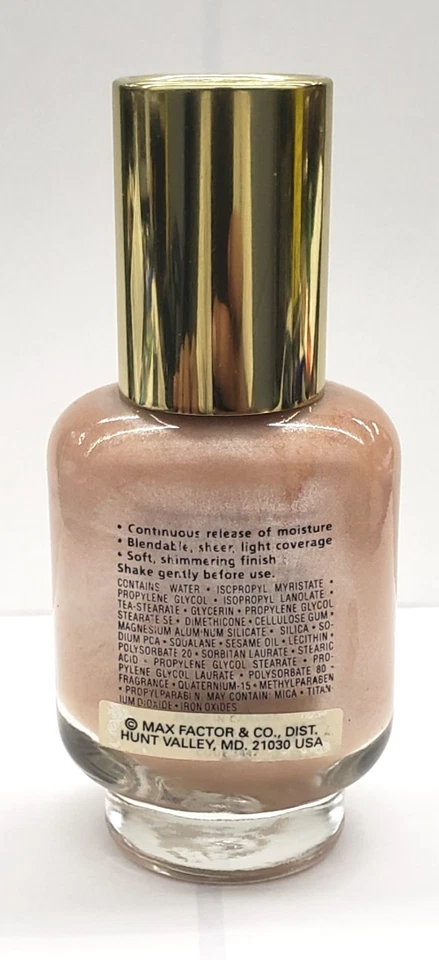 • Continuous release of moisture
• Blendable, sheer, light coverage
• Soft, shimmering finish
Shake gently before use.
CONTAINS WATER • ISOPROPYL MYRISTATE •
PROPYLENE GLYCOL • ISOPROPYL LANOLATE •
TEA-STEARATE • GLYCERIN • PROPYLENE GLYCOL
STEARATE SE • DIMETHICONE • CELLULOSE GUM •
MAGNESIUM ALUMINUM SILICATE • SILICA • SO-
DIUM PCA • SQUALANE • SESAME OIL • LECITHIN •
POLYSORBATE 20 • SORBITAN LAURATE • STEARIC
ACID • PROPYLENE GLYCOL STEARATE • PRO-
PYLENE GLYCOL LAURATE • POLYSORBATE 80 •
FRAGRANCE • QUATERNIUM-15 • METHYLPARABEN
• PROPYLPARABEN. MAY CONTAIN: MICA • TITAN-
IUM DIOXIDE • IRON OXIDES
© MAX FACTOR & CO., DIST.
HUNT VALLEY, MD. 21030 USA